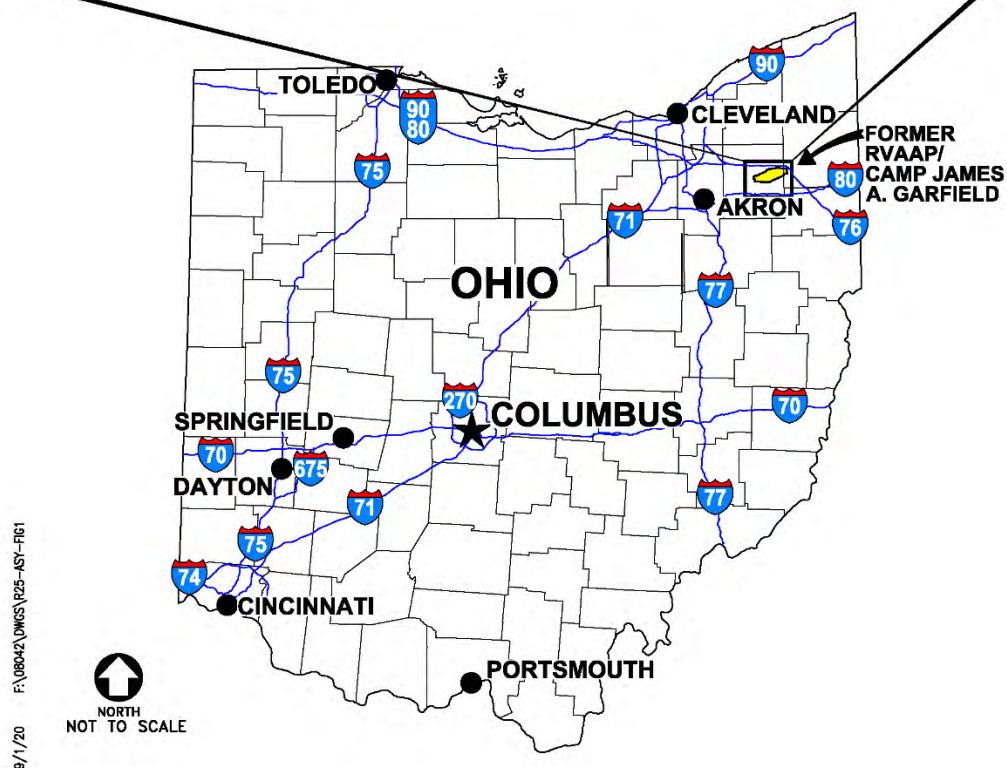 90
TOLEDO
90
80
CLEVELAND
FORMER
RVAAP/
CAMP JAMES
A. GARFIELD
75
80
71
AKRON
76
OHIO
77
75
270
COLUMBUS
70
SPRINGFIELD
70
675
DAYTON
71
77
75
74
CINCINNATI
PORTSMOUTH
NORTH
NOT TO SCALE
9/1/20 F:\08042\DWGS\R25-ASY-FIG1